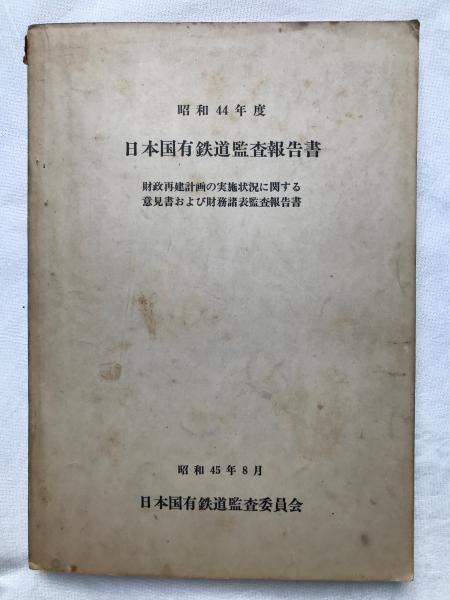 昭和44年度
日本国有鉄道監査報告書
財政再建計画の実施状況に関する
意見書および財務諸表監査報告書
昭和45年8月
日本国有鉄道監査委員会